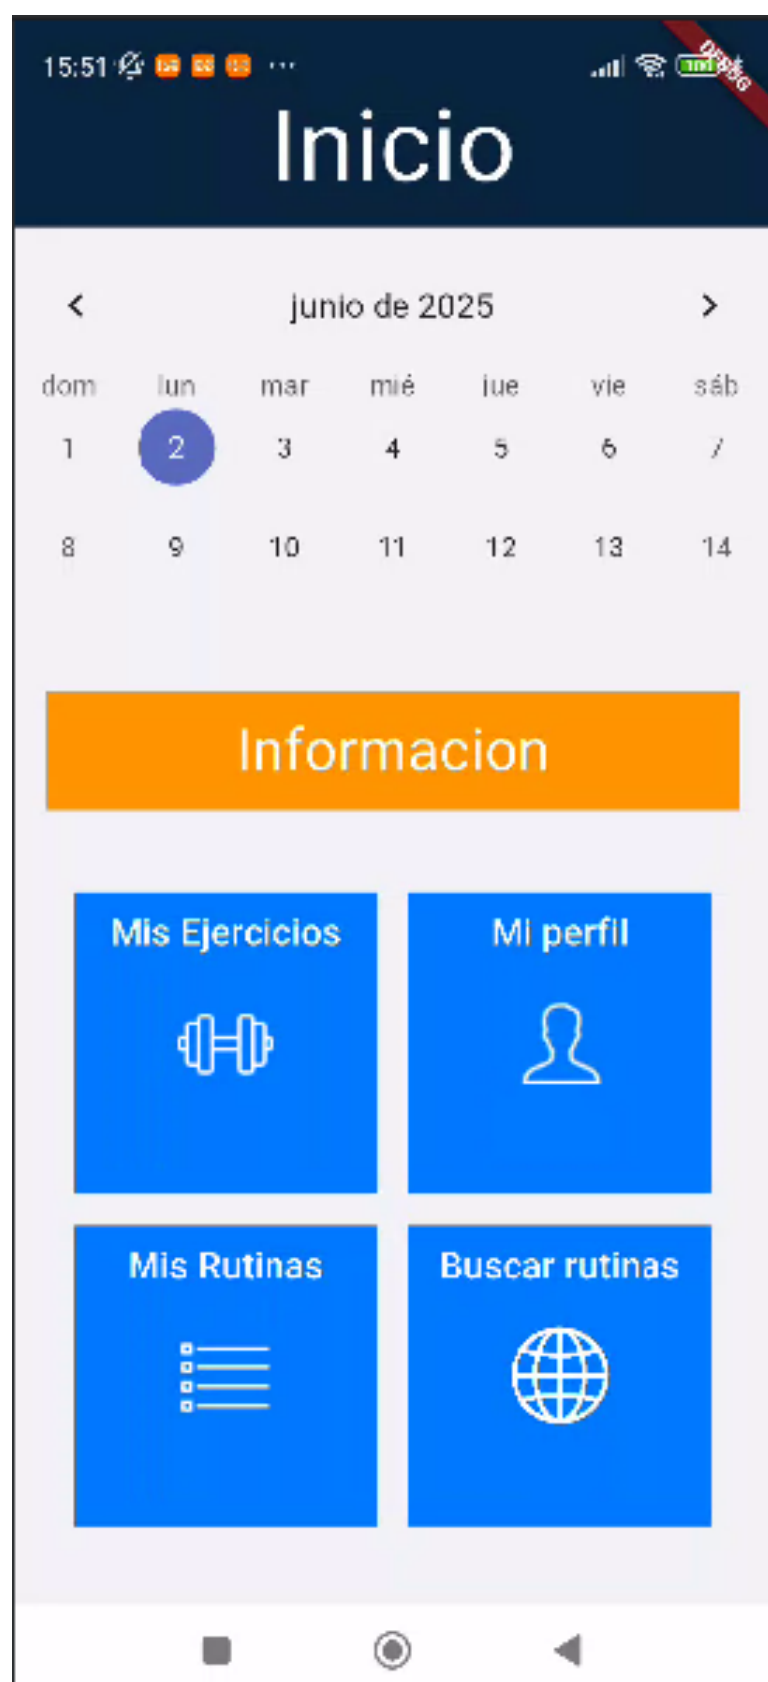 15:51
DEBUG
Inicio
junio de 2025
dom lun mar mié jue vie sáb
1 2 3 4 5 6 7
8 9 10 11 12 13 14
Informacion
Mis Ejercicios Mi perfil
Mis Rutinas Buscar rutinas